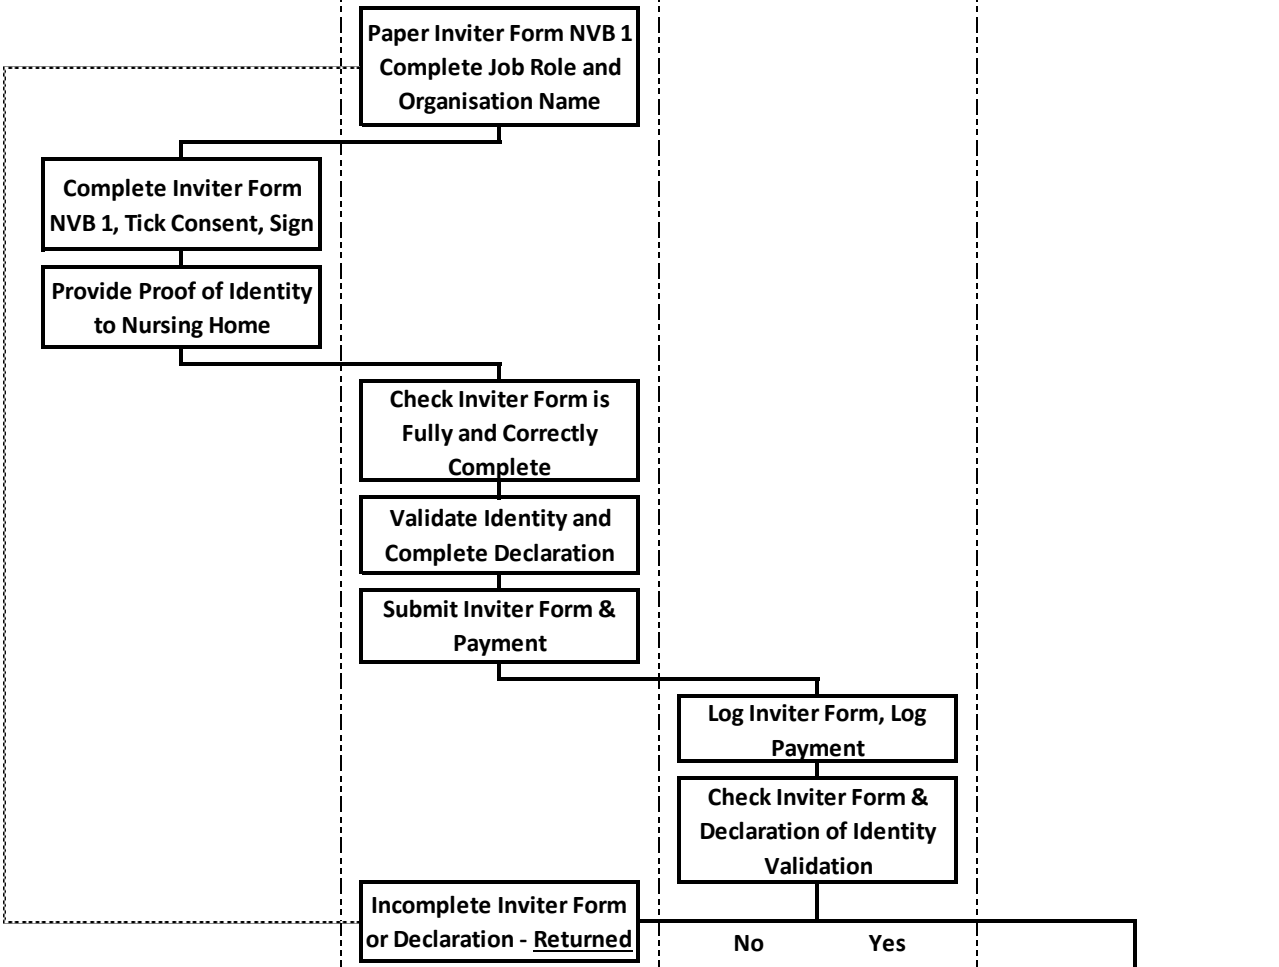 Paper Inviter Form NVB 1
Complete Job Role and
Organisation Name
Complete Inviter Form
NVB 1, Tick Consent, Sign
Provide Proof of Identity
to Nursing Home
Check Inviter Form is
Fully and Correctly
Complete
Validate Identity and
Complete Declaration
Submit Inviter Form &
Payment
Log Inviter Form, Log
Payment
Check Inviter Form &
Declaration of Identity
Validation
Incomplete Inviter Form
or Declaration - Returned
No
Yes